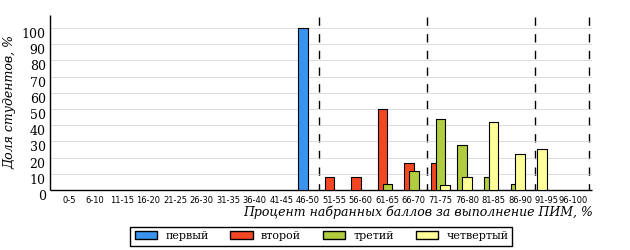 Доля студентов, %
100
90
80
70
60
50
40
30
20
10
0
0-5 6-10 11-15 16-20 21-25 26-30 31-35 36-40 41-45 46-50 51-55 56-60 61-65 66-70 71-75 76-80 81-85 86-90 91-95 96-100
Процент набранных баллов за выполнение ПИМ, %
первый второй третий четвертый